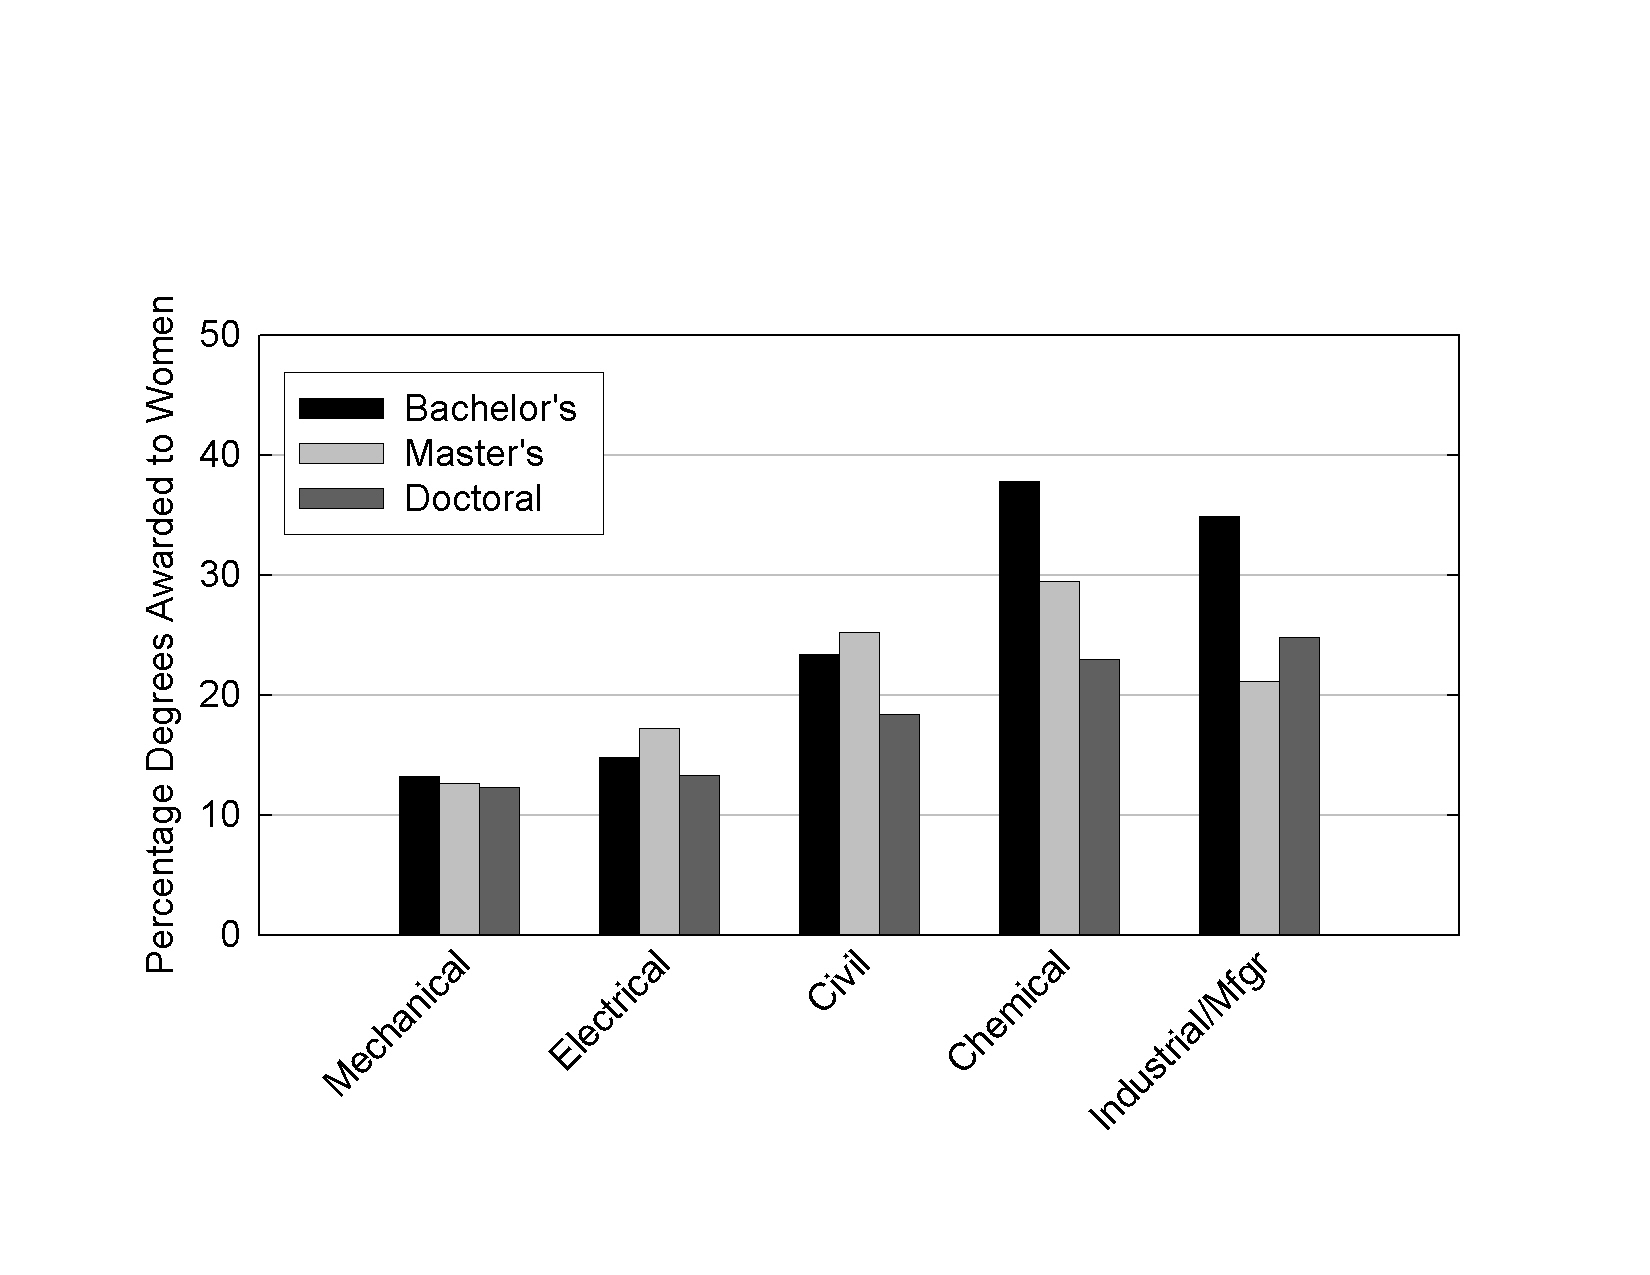 Percentage Degrees Awarded to Women
50
40
30
20
10
0
Bachelor's
Master's
Doctoral
Mechanical
Electrical
Civil
Chemical
Industrial/Mfgr